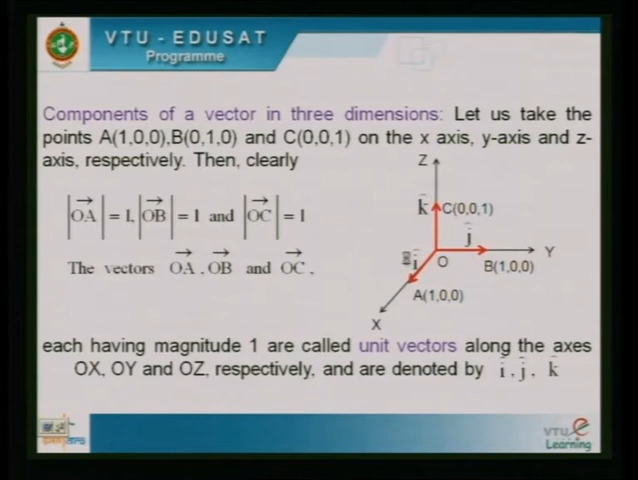 VTU - EDUSAT
Programme
Components of a vector in three dimensions: Let us take the
points A(1,0,0),B(0,1,0) and C(0,0,1) on the x axis, y-axis and z-
axis, respectively. Then, clearly
Z
k C(0,0,1)
|OA| = 1, |OB| = 1 and |OC| = 1
j
Y
i O
B(1,0,0)
The vectors OA , OB and OC .
A(1,0,0)
X
each having magnitude 1 are called unit vectors along the axes
OX, OY and OZ, respectively, and are denoted by i , j , k
VTU e
Learning